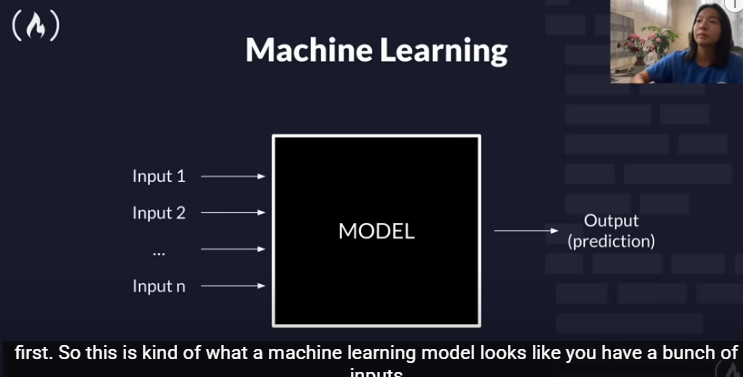 Machine Learning
Input 1
Input 2
...
Input n
MODEL
Output
(prediction)
first. So this is kind of what a machine learning model looks like you have a bunch of
inputs